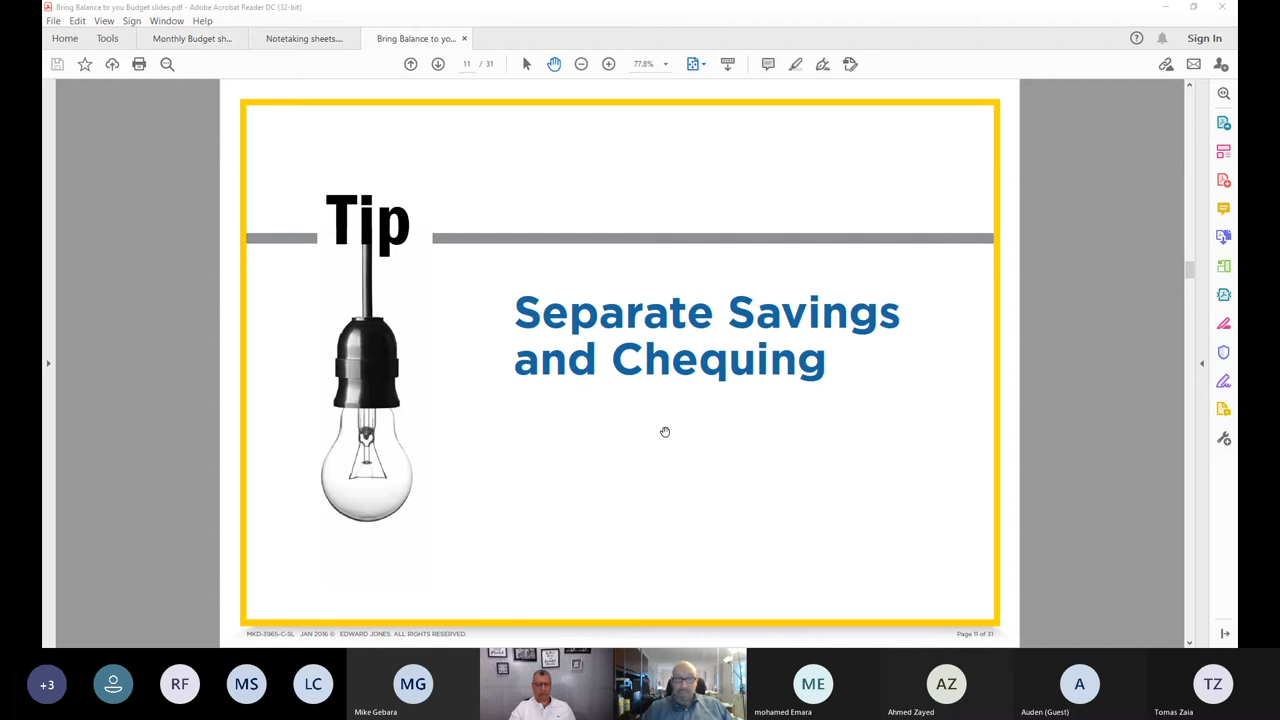 Bring Balance to you Budget slides.pdf - Adobe Acrobat Reader DC (32-bit)
File Edit View Sign Window Help
Home Tools Monthly Budget sh... Notetaking sheets.... Bring Balance to yo... × Sign In
11 / 31 77.8%
Tip
Separate Savings
and Chequing
MKD-3965-C-SL JAN 2016 © EDWARD JONES. ALL RIGHTS RESERVED. Page 11 of 31
+3 RF MS LC MG ME AZ A TZ
Mike Gebara mohamed Emara Ahmed Zayed Auden (Guest) Tomas Zaia